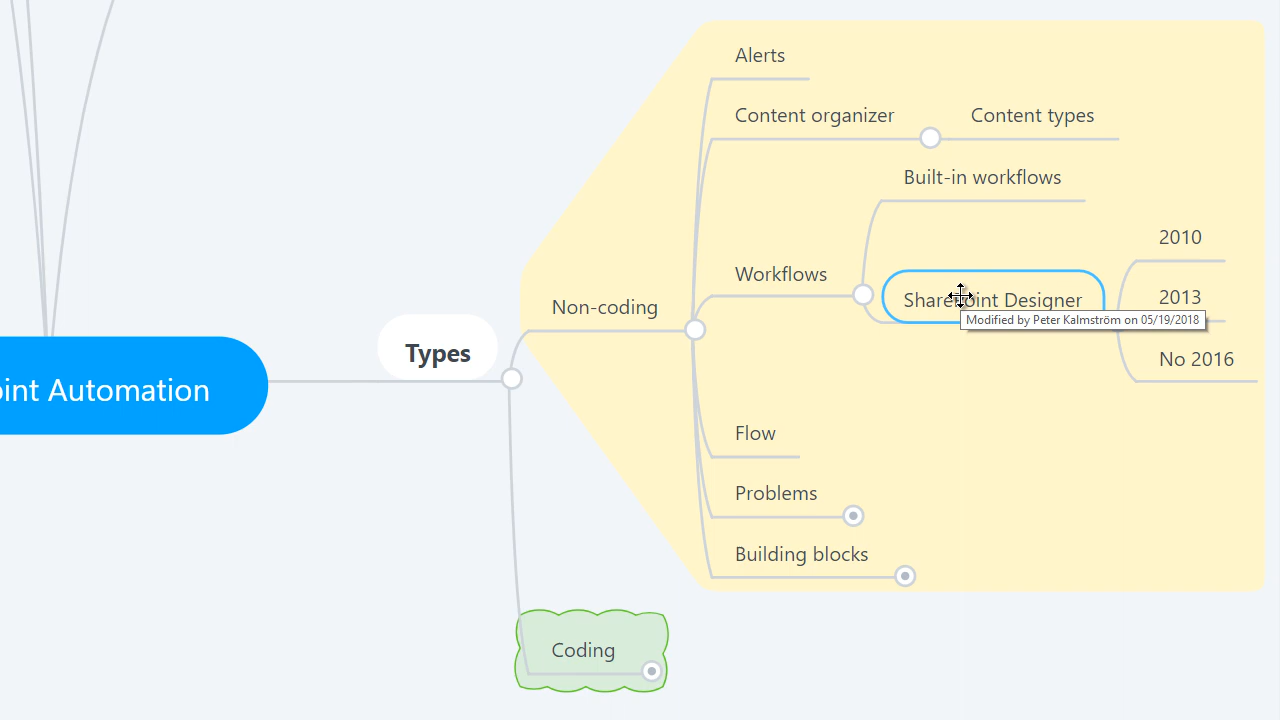 Alerts
Content organizer
Content types
Built-in workflows
2010
Workflows
SharePoint Designer
2013
Modified by Peter Kalmström on 05/19/2018
Non-coding
Types
No 2016
int Automation
Flow
Problems
Building blocks
Coding